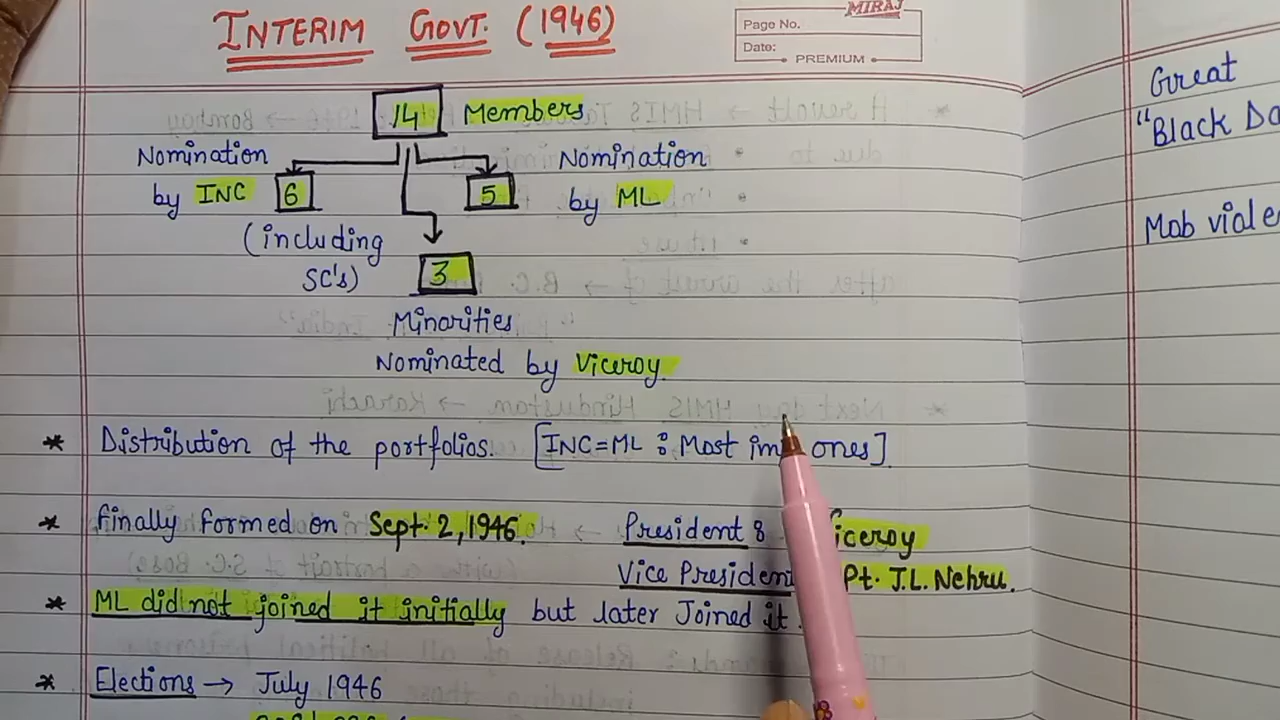 INTERIM GOVT. (1946)
MIRAJ
Page No.
Date:
PREMIUM
14 Members
Nomination by INC 6
(including SC's)
5 Nomination by ML
3
Minorities
Nominated by Viceroy.
* Distribution of the portfolios. [INC=ML : Most im ones].
* finally formed on Sept. 2, 1946. President : iceroy
Vice President Pt. J.L. Nehru.
* ML did not joined it initially but later Joined it.
* Elections → July 1946
Great
"Black Da
Mob viole